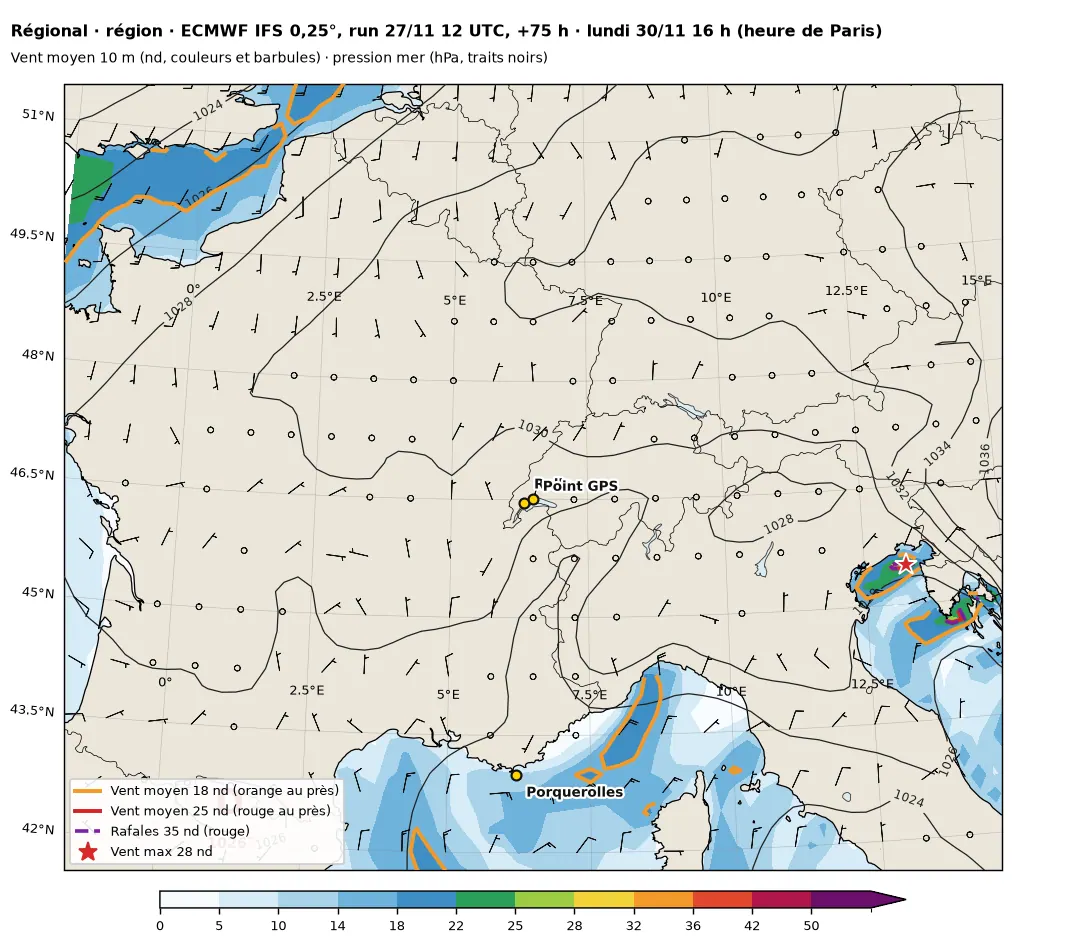 Régional · région · ECMWF IFS 0,25°, run 27/11 12 UTC, +75 h · lundi 30/11 16 h (heure de Paris)
Vent moyen 10 m (nd, couleurs et barbules) · pression mer (hPa, traits noirs)
1024
51°N
1026
49.5°N
0°
2.5°E
5°E
7.5°E
10°E
12.5°E
15°E
1028
48°N
1030
1034
1036
46.5°N
1032
Point GPS
1028
45°N
0°
2.5°E
5°E
7.5°E
10°E
12.5°E
43.5°N
1026
Porquerolles
1024
42°N
Vent moyen 18 nd (orange au près)
Vent moyen 25 nd (rouge au près)
Rafales 35 nd (rouge)
Vent max 28 nd
1026
0 5 10 14 18 22 25 28 32 36 42 50